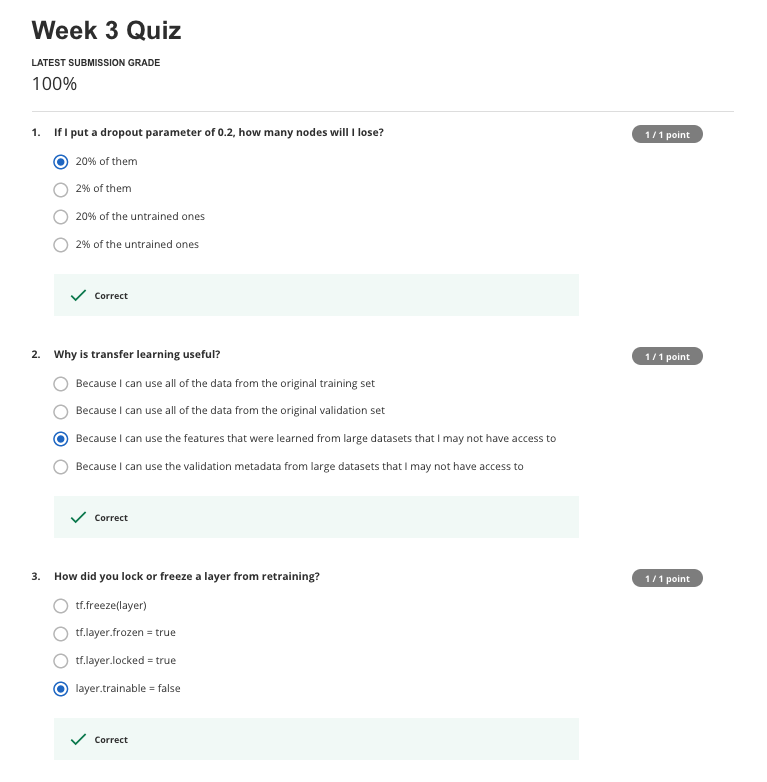 Week 3 Quiz
LATEST SUBMISSION GRADE
100%
1. If I put a dropout parameter of 0.2, how many nodes will I lose? 1 / 1 point
20% of them
2% of them
20% of the untrained ones
2% of the untrained ones
Correct
2. Why is transfer learning useful? 1 / 1 point
Because I can use all of the data from the original training set
Because I can use all of the data from the original validation set
Because I can use the features that were learned from large datasets that I may not have access to
Because I can use the validation metadata from large datasets that I may not have access to
Correct
3. How did you lock or freeze a layer from retraining? 1 / 1 point
tf.freeze(layer)
tf.layer.frozen = true
tf.layer.locked = true
layer.trainable = false
Correct